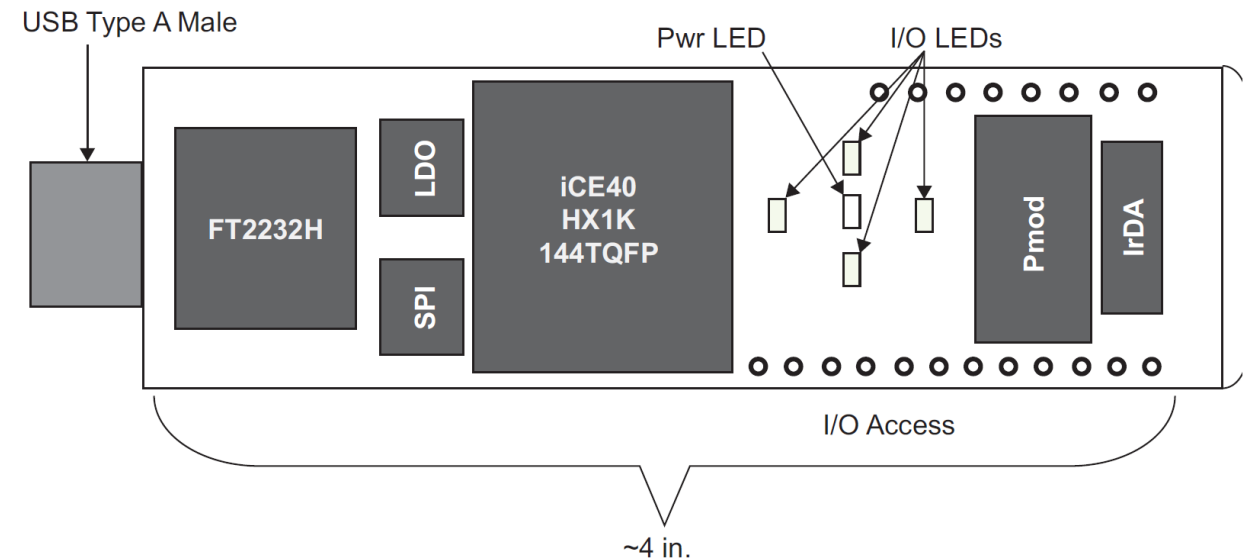 USB Type A Male
Pwr LED
I/O LEDs
FT2232H
LDO
SPI
iCE40
HX1K
144TQFP
Pmod
IrDA
I/O Access
~4 in.